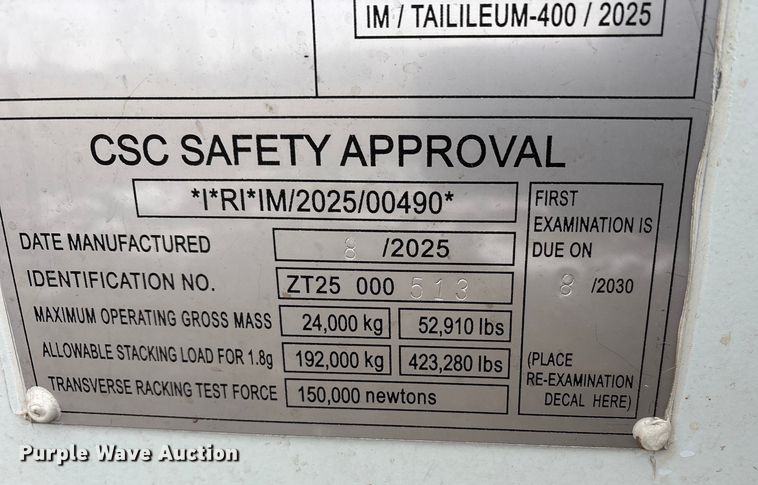 IM / TAILILEUM-400 / 2025
CSC SAFETY APPROVAL
*I*RI*IM/2025/00490*
DATE MANUFACTURED 8 /2025
IDENTIFICATION NO. ZT25 000 513
MAXIMUM OPERATING GROSS MASS 24,000 kg 52,910 lbs
ALLOWABLE STACKING LOAD FOR 1.8g 192,000 kg 423,280 lbs
TRANSVERSE RACKING TEST FORCE 150,000 newtons
FIRST
EXAMINATION IS
DUE ON
8 /2030
(PLACE
RE-EXAMINATION
DECAL HERE)
Purple Wave Auction